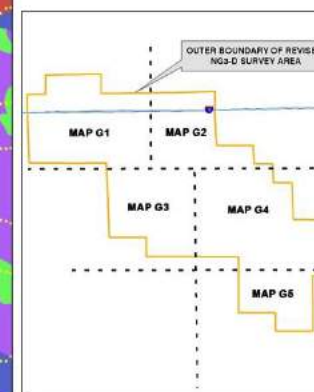 OUTER BOUNDARY OF REVISE
NG3-D SURVEY AREA
MAP G1
MAP G2
MAP G3
MAP G4
MAP G5